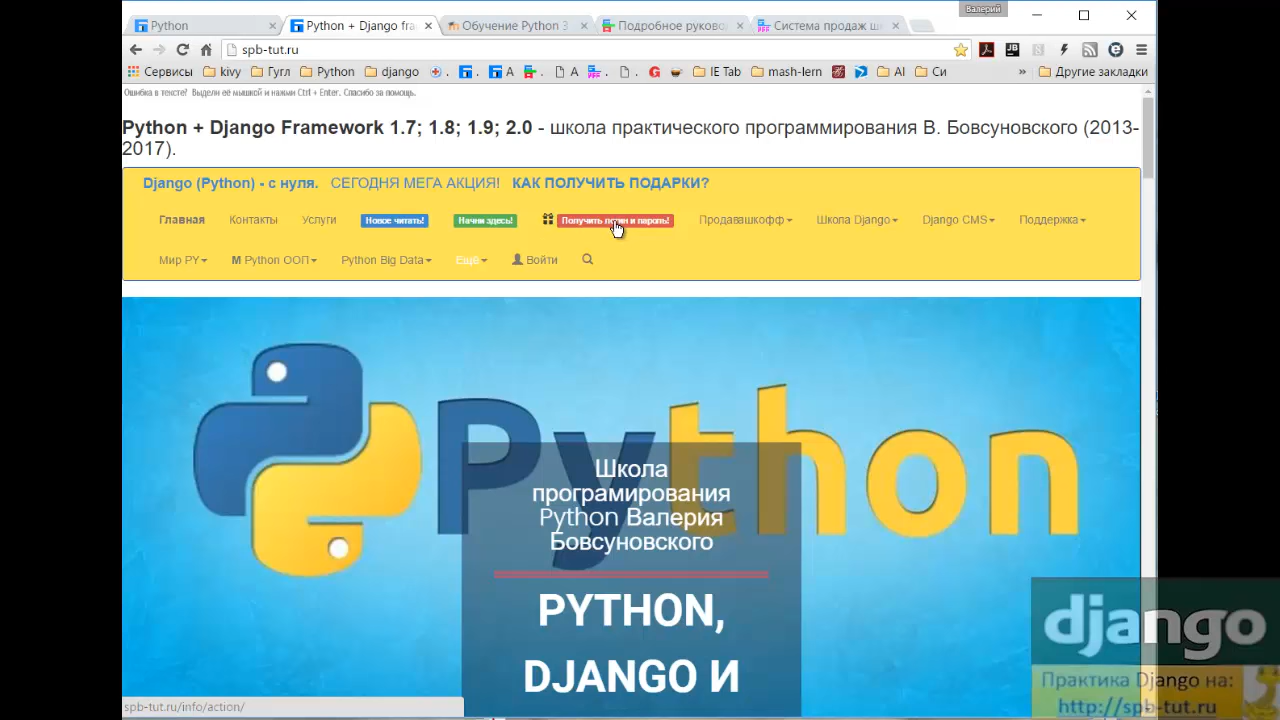 Валерий
Python
Python + Django fra
Обучение Python 3
Подробное руково
Система продаж ш
spb-tut.ru
Сервисы
kivy
Гугл
Python
django
A
A
IE Tab
mash-lern
AI
Си
»
Другие закладки
Ошибка в тексте? Выдели её мышкой и нажми Ctrl + Enter. Спасибо за помощь.
Python + Django Framework 1.7; 1.8; 1.9; 2.0 - школа практического программирования В. Бовсуновского (2013-
2017).
Django (Python) - с нуля. СЕГОДНЯ МЕГА АКЦИЯ! КАК ПОЛУЧИТЬ ПОДАРКИ?
Главная Контакты Услуги Новое читать! Начни здесь! Получить логин и пароль! Продавашкофф Школа Django Django CMS Поддержка
Мир PY M Python ООП Python Big Data Ещё Войти
Python
Школа
програмирования
Python Валерия
Бовсуновского
PYTHON,
DJANGO И
django
Практика Django на:
http://spb-tut.ru
spb-tut.ru/info/action/